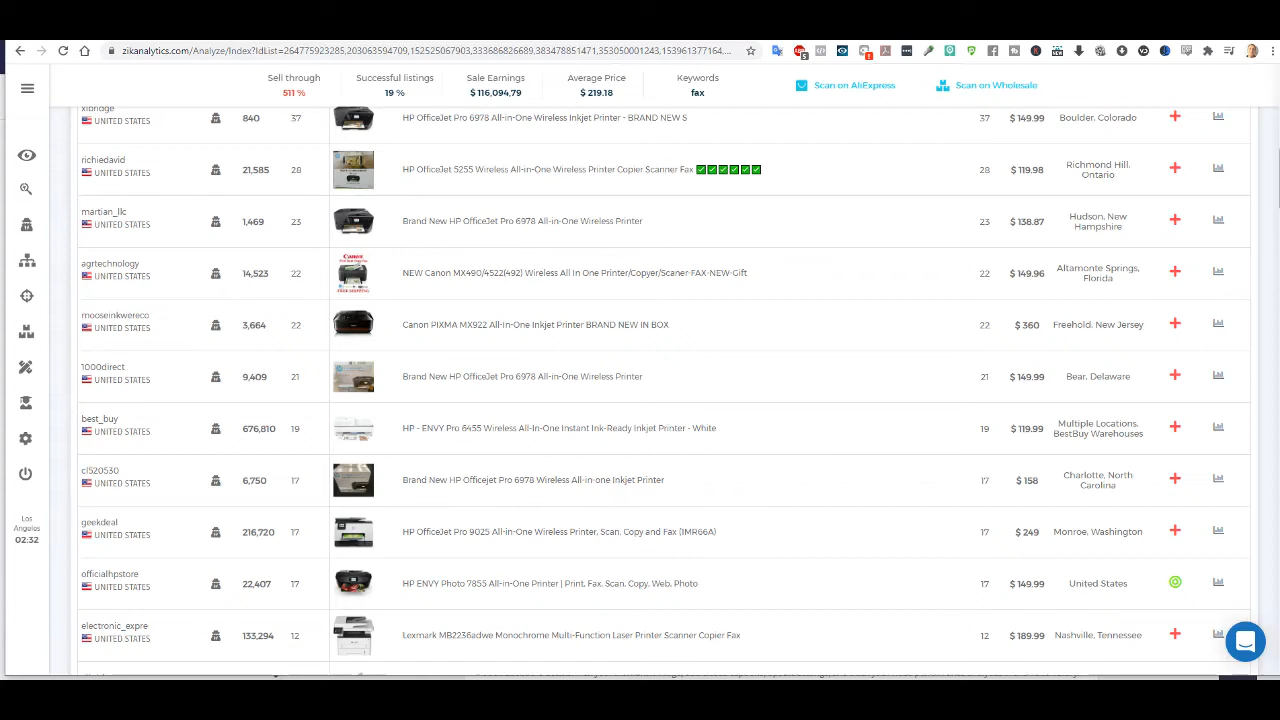 zikanalytics.com/Analyze/Index?IdList=264775923285,203063594709,152525067903,333686826689,383478851471,353050001243,153961377164,...
Sell through
Successful listings
Sale Earnings
Average Price
Keywords
511 %
19 %
$ 116,094.79
$ 219.18
fax
Scan on AliExpress
Scan on Wholesale
xlbridge
UNITED STATES
840
37
HP OfficeJet Pro 6978 All-in-One Wireless Inkjet Printer - BRAND NEW S
37
$ 149.99
Boulder, Colorado
richiedavid
UNITED STATES
21,585
28
HP OfficeJet 5255 Wireless All-in-One Wireless Printer Copier Scanner Fax ✅✅✅✅✅✅
28
$ 119.98
Richmond Hill,
Ontario
martian_llc
UNITED STATES
1,469
23
Brand New HP OfficeJet Pro 6978 All-in-One Wireless Printer
23
$ 138.87
Hudson, New
Hampshire
agrtechnology
UNITED STATES
14,523
22
Canon
FREE SHIPPING
NEW Canon MX490/4522(492) Wireless All In One Printer/Copyer/Scaner-FAX-NEW-Gift
22
$ 149.96
Altamonte Springs,
Florida
mooseinkwereco
UNITED STATES
3,664
22
Canon PIXMA MX922 All-In-One Inkjet Printer BRAND NEW IN BOX
22
$ 360
Freehold, New Jersey
1000direct
UNITED STATES
9,409
21
Brand New HP OfficeJet Pro 6978 All-in-One Wireless Printer
21
$ 149.99
Bear, Delaware
best_buy
UNITED STATES
676,810
19
HP - ENVY Pro 6455 Wireless All-In-One Instant Ink-Ready Inkjet Printer - White
19
$ 119.99
Multiple Locations,
BestBuy Warehouses
cl520530
UNITED STATES
6,750
17
Brand New HP Officejet Pro 6978 Wireless All-in-one Inkjet Printer
17
$ 158
Charlotte, North
Carolina
geekdeal
UNITED STATES
216,720
17
HP OfficeJet Pro 9025 All-in-One Wireless Printer, Scan, Copy and Fax (1MR66A)
17
$ 249
Monroe, Washington
officialhpstore
UNITED STATES
22,407
17
HP ENVY Photo 7855 All-in-One Printer | Print, Fax, Scan, Copy, Web, Photo
17
$ 149.99
United States
electronic_expre
UNITED STATES
133,294
12
Lexmark MB2236adwe Monochrome Multi-Function Laser Printer Scanner Copier Fax
12
$ 189.99
Nashville, Tennessee
Los
Angeles
02:32